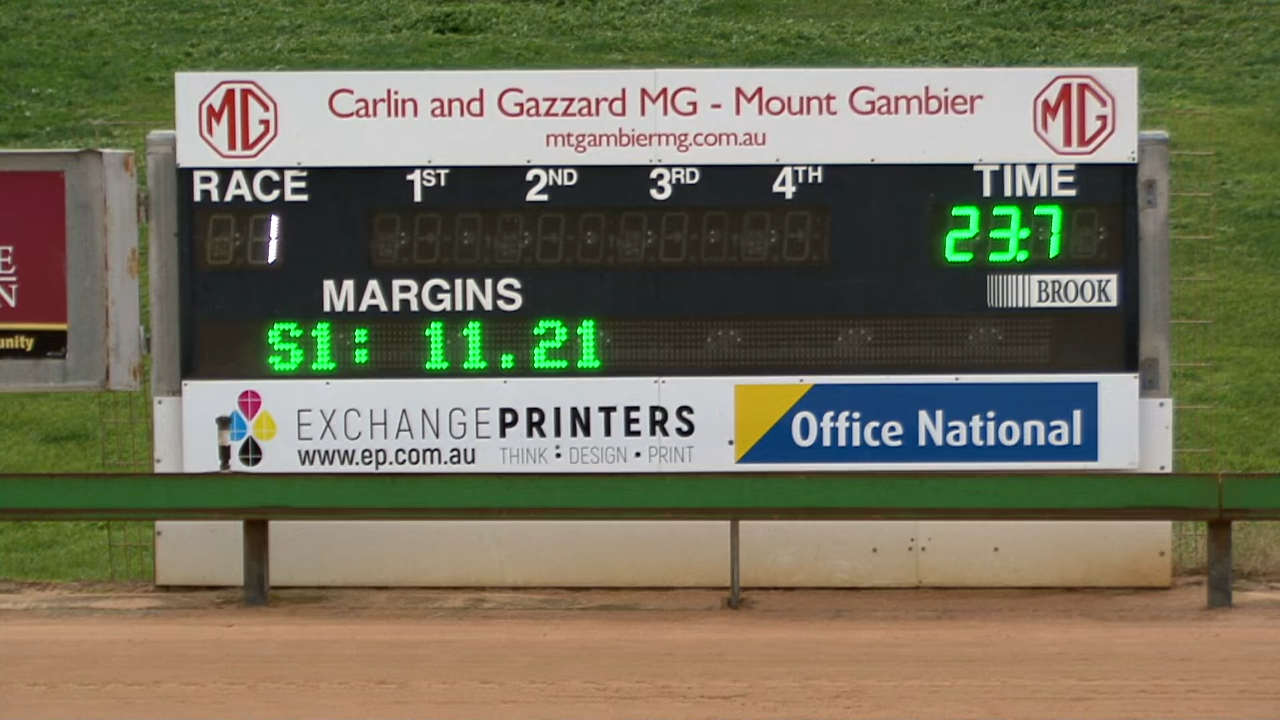 MG Carlin and Gazzard MG - Mount Gambier MG
mtgambiermg.com.au
RACE 1ST 2ND 3RD 4TH TIME
1 23:7
MARGINS BROOK
S1: 11.21
EXCHANGEPRINTERS
www.ep.com.au THINK : DESIGN • PRINT
Office National
E
N
unity